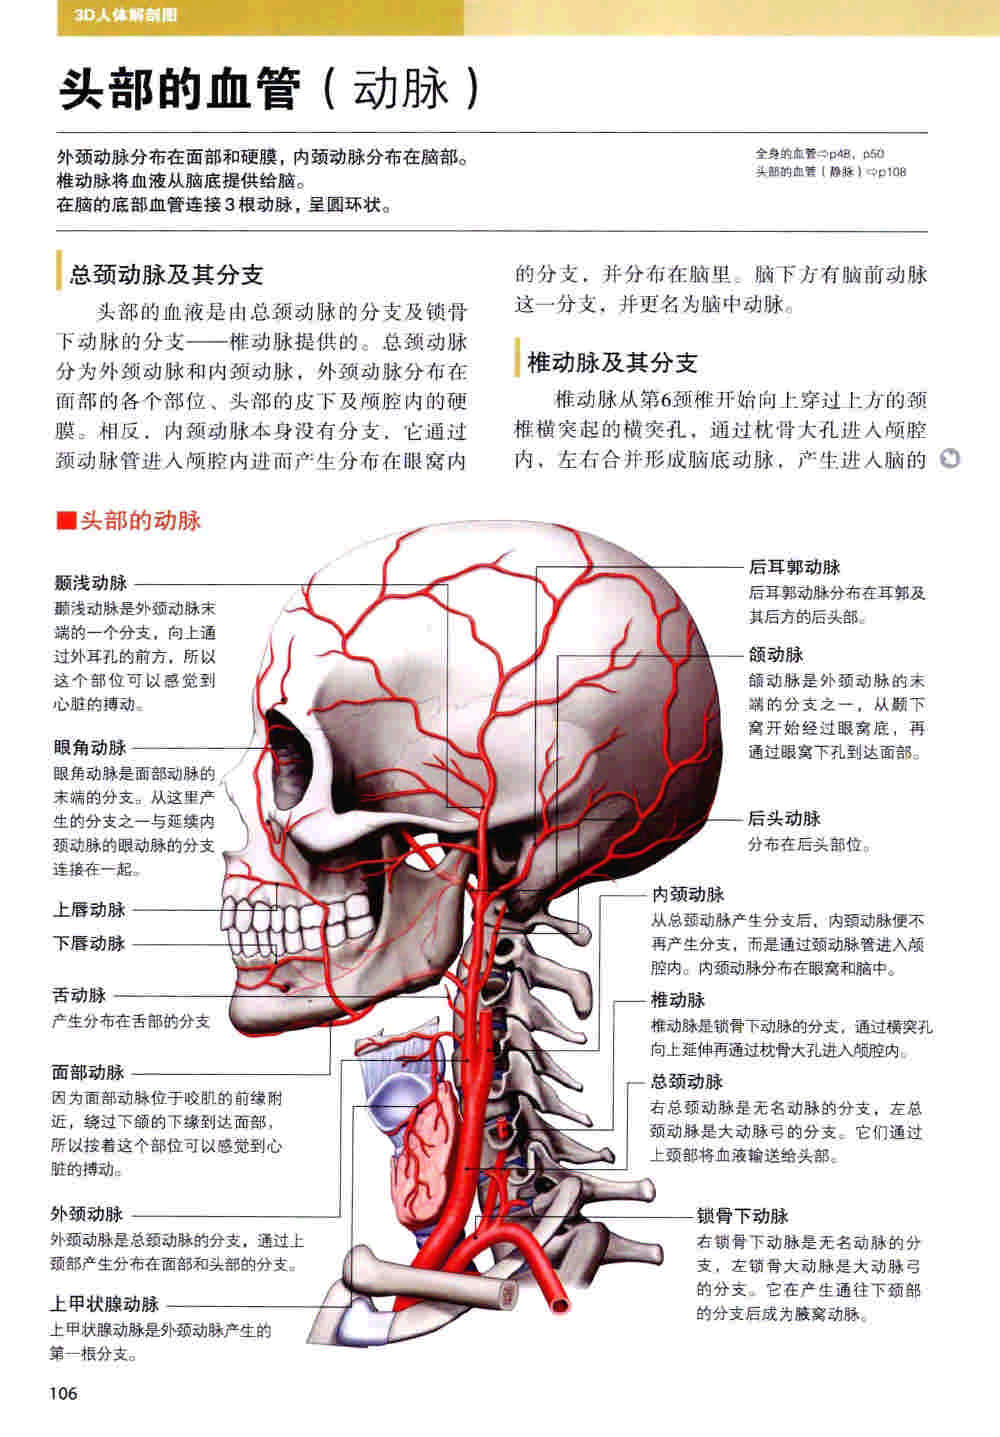 3D人体解剖图
头部的血管（动脉）
外颈动脉分布在面部和硬膜，内颈动脉分布在脑部。
椎动脉将血液从脑底提供给脑。
在脑的底部血管连接3根动脉，呈圆环状。
全身的血管⇨p48，p50
头部的血管（静脉）⇨p108
总颈动脉及其分支
头部的血液是由总颈动脉的分支及锁骨
下动脉的分支——椎动脉提供的。总颈动脉
分为外颈动脉和内颈动脉，外颈动脉分布在
面部的各个部位、头部的皮下及颅腔内的硬
膜。相反，内颈动脉本身没有分支，它通过
颈动脉管进入颅腔内进而产生分布在眼窝内
的分支，并分布在脑里。脑下方有脑前动脉
这一分支，并更名为脑中动脉。
椎动脉及其分支
椎动脉从第6颈椎开始向上穿过上方的颈
椎横突起的横突孔，通过枕骨大孔进入颅腔
内，左右合并形成脑底动脉，产生进入脑的
■头部的动脉
颞浅动脉
颞浅动脉是外颈动脉末
端的一个分支，向上通
过外耳孔的前方，所以
这个部位可以感觉到
心脏的搏动。
眼角动脉
眼角动脉是面部动脉的
末端的分支。从这里产
生的分支之一与延续内
颈动脉的眼动脉的分支
连接在一起。
上唇动脉
下唇动脉
舌动脉
产生分布在舌部的分支
面部动脉
因为面部动脉位于咬肌的前缘附
近，绕过下颌的下缘到达面部，
所以按着这个部位可以感觉到心
脏的搏动。
外颈动脉
外颈动脉是总颈动脉的分支，通过上
颈部产生分布在面部和头部的分支。
上甲状腺动脉
上甲状腺动脉是外颈动脉产生的
第一根分支。
后耳郭动脉
后耳郭动脉分布在耳郭及
其后方的后头部。
颌动脉
颌动脉是外颈动脉的末
端的分支之一，从颞下
窝开始经过眼窝底，再
通过眼窝下孔到达面部。
后头动脉
分布在后头部位。
内颈动脉
从总颈动脉产生分支后，内颈动脉便不
再产生分支，而是通过颈动脉管进入颅
腔内。内颈动脉分布在眼窝和脑中。
椎动脉
椎动脉是锁骨下动脉的分支，通过横突孔
向上延伸再通过枕骨大孔进入颅腔内。
总颈动脉
右总颈动脉是无名动脉的分支，左总
颈动脉是大动脉弓的分支。它们通过
上颈部将血液输送给头部。
锁骨下动脉
右锁骨下动脉是无名动脉的分
支，左锁骨大动脉是大动脉弓
的分支。它在产生通往下颈部
的分支后成为腋窝动脉。
106